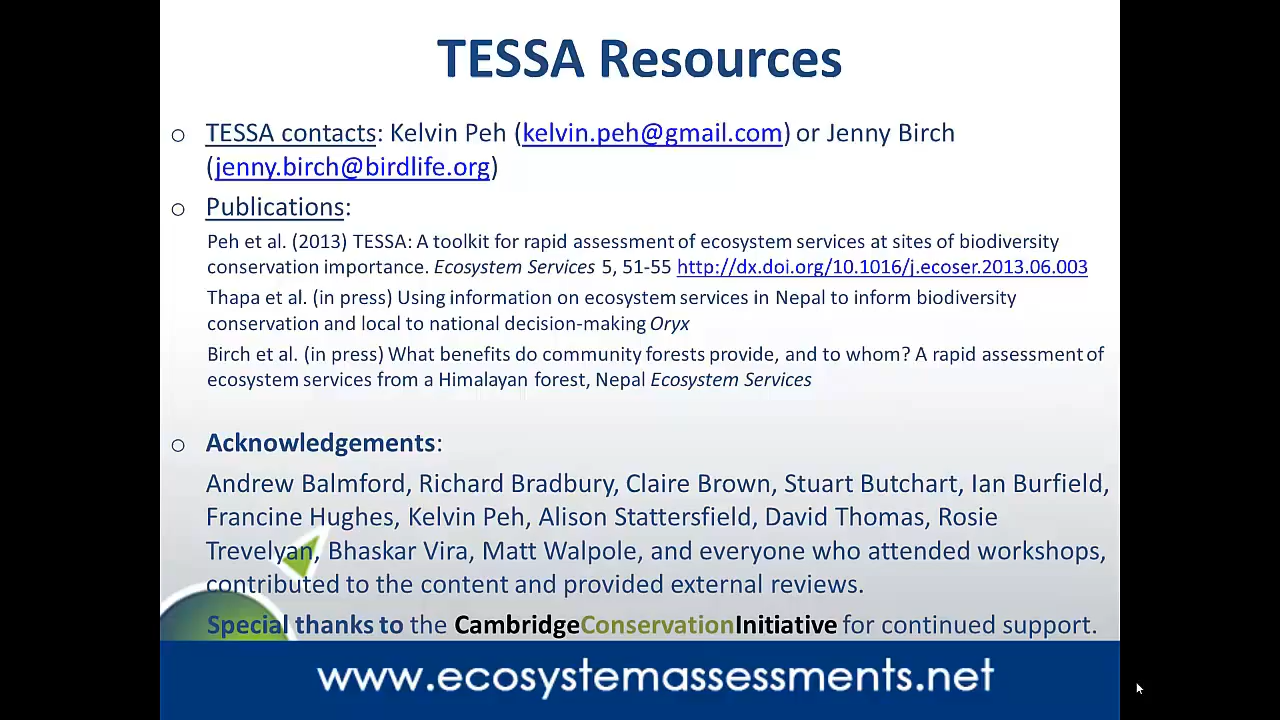 TESSA Resources
o TESSA contacts: Kelvin Peh (kelvin.peh@gmail.com) or Jenny Birch
(jenny.birch@birdlife.org)
o Publications:
Peh et al. (2013) TESSA: A toolkit for rapid assessment of ecosystem services at sites of biodiversity
conservation importance. Ecosystem Services 5, 51-55 http://dx.doi.org/10.1016/j.ecoser.2013.06.003
Thapa et al. (in press) Using information on ecosystem services in Nepal to inform biodiversity
conservation and local to national decision-making Oryx
Birch et al. (in press) What benefits do community forests provide, and to whom? A rapid assessment of
ecosystem services from a Himalayan forest, Nepal Ecosystem Services
o Acknowledgements:
Andrew Balmford, Richard Bradbury, Claire Brown, Stuart Butchart, Ian Burfield,
Francine Hughes, Kelvin Peh, Alison Stattersfield, David Thomas, Rosie
Trevelyan, Bhaskar Vira, Matt Walpole, and everyone who attended workshops,
contributed to the content and provided external reviews.
Special thanks to the CambridgeConservationInitiative for continued support.
www.ecosystemassessments.net